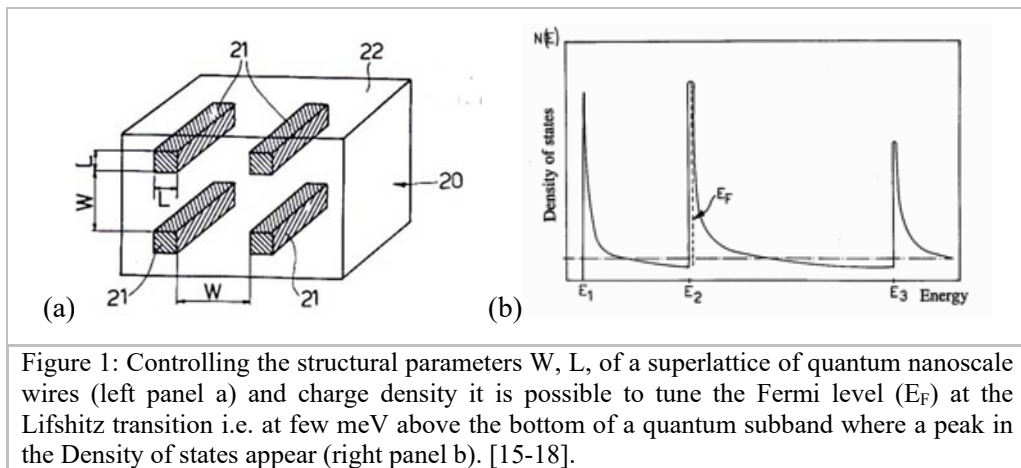 21
22
L
L
W
20
21
W
21
(a)
N(E)
Density of states
E_F
E₁
E₂
E₃ Energy
(b)
Figure 1: Controlling the structural parameters W, L, of a superlattice of quantum nanoscale
wires (left panel a) and charge density it is possible to tune the Fermi level (E_F) at the
Lifshitz transition i.e. at few meV above the bottom of a quantum subband where a peak in
the Density of states appear (right panel b). [15-18].